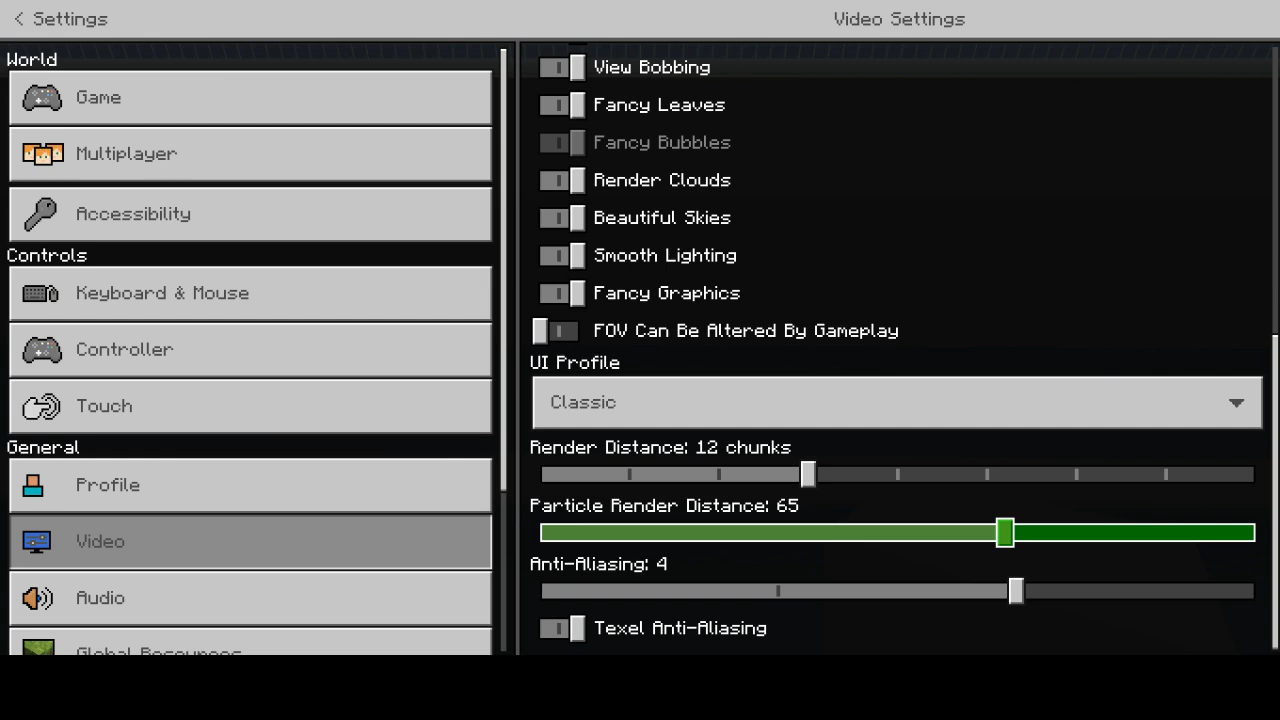 Settings
Video Settings
World
Game
Multiplayer
Accessibility
Controls
Keyboard & Mouse
Controller
Touch
General
Profile
Video
Audio
Global Resources
View Bobbing
Fancy Leaves
Fancy Bubbles
Render Clouds
Beautiful Skies
Smooth Lighting
Fancy Graphics
FOV Can Be Altered By Gameplay
UI Profile
Classic
Render Distance: 12 chunks
Particle Render Distance: 65
Anti-Aliasing: 4
Texel Anti-Aliasing